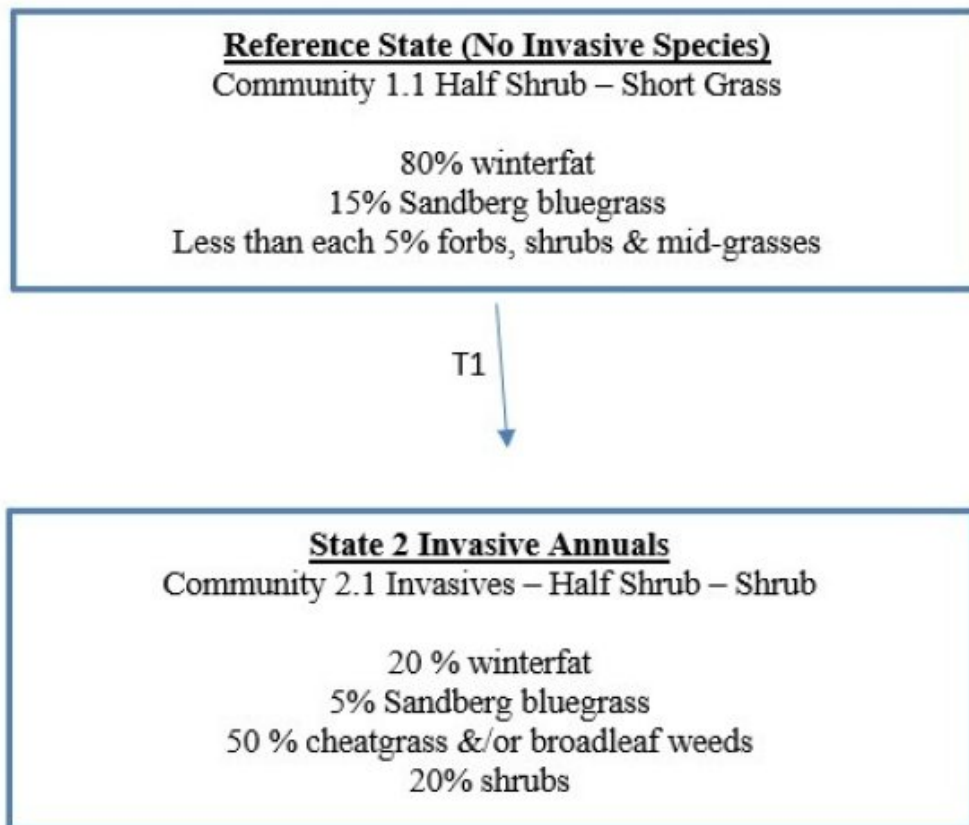 Reference State (No Invasive Species)
Community 1.1 Half Shrub – Short Grass
80% winterfat
15% Sandberg bluegrass
Less than each 5% forbs, shrubs & mid-grasses
T1
State 2 Invasive Annuals
Community 2.1 Invasives – Half Shrub – Shrub
20 % winterfat
5% Sandberg bluegrass
50 % cheatgrass &/or broadleaf weeds
20% shrubs